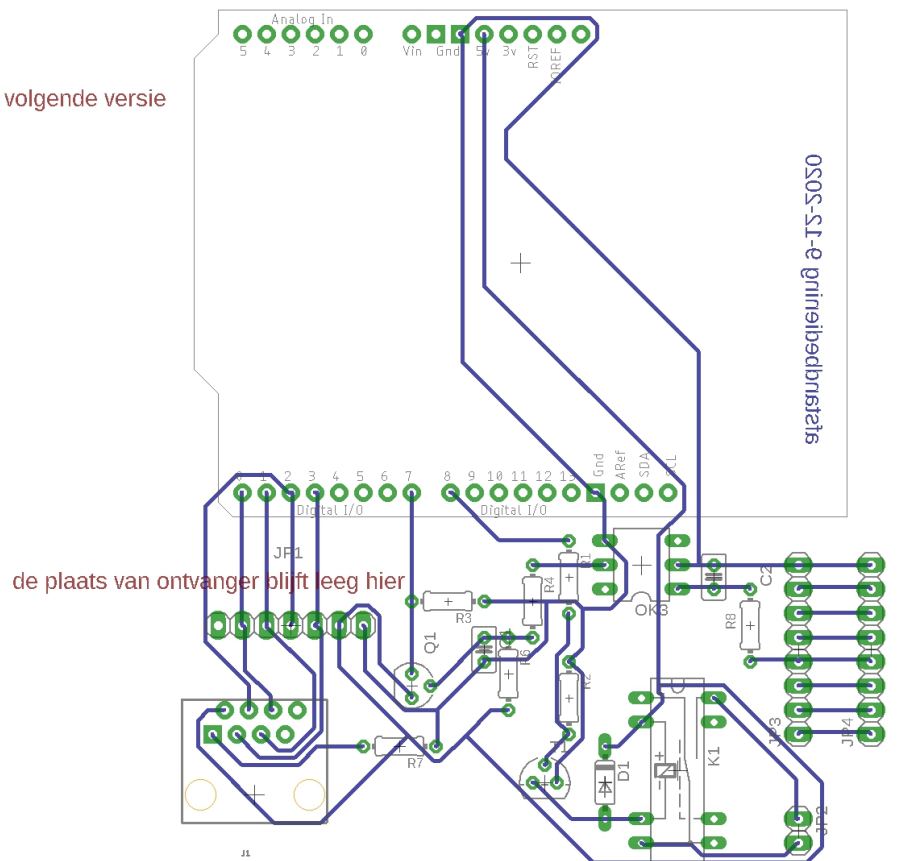 Analog In
5 4 3 2 1 0 Vin Gnd 5v 3v RST IOREF
volgende versie
afstandbediening 9-12-2020
0 1 2 3 4 5 6 7 8 9 10 11 12 13 Gnd ARef SDA SCL
Digital I/O Digital I/O
JP1
de plaats van ontvanger blijft leeg hier
R1
C2
R4
OK3
R3
R8
Q1
R6
R2
JP3
JP4
T1
K1
R7
D1
JP2
J1